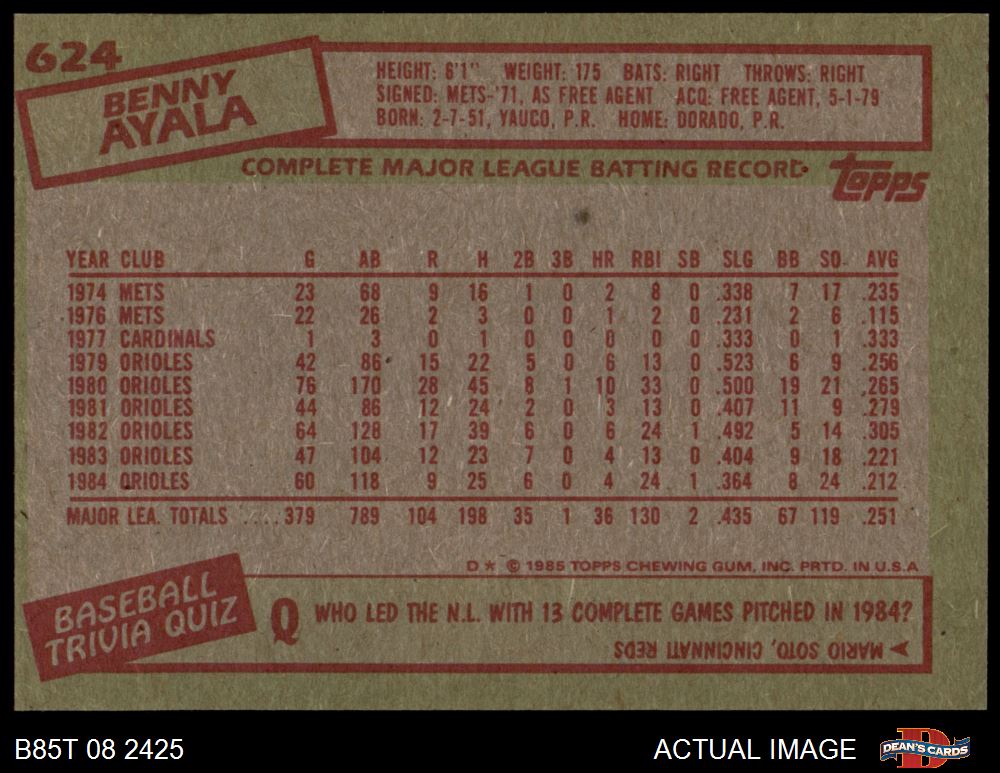 624
BENNY
AYALA
HEIGHT: 6'1" WEIGHT: 175 BATS: RIGHT THROWS: RIGHT
SIGNED: METS-'71, AS FREE AGENT ACQ: FREE AGENT, 5-1-79
BORN: 2-7-51, YAUCO, P.R. HOME: DORADO, P.R.
COMPLETE MAJOR LEAGUE BATTING RECORD
topps
YEAR CLUB G AB R H 2B 3B HR RBI SB SLG BB SO AVG
1974 METS 23 68 9 16 1 0 2 8 0 .338 7 17 .235
1976 METS 22 26 2 3 0 0 1 2 0 .231 2 6 .115
1977 CARDINALS 1 3 0 1 0 0 0 0 0 .333 0 1 .333
1979 ORIOLES 42 86 15 22 5 0 6 13 0 .523 6 9 .256
1980 ORIOLES 76 170 28 45 8 1 10 33 0 .500 19 21 .265
1981 ORIOLES 44 86 12 24 2 0 3 13 0 .407 11 9 .279
1982 ORIOLES 64 128 17 39 6 0 6 24 1 .492 5 14 .305
1983 ORIOLES 47 104 12 23 7 0 4 13 0 .404 9 18 .221
1984 ORIOLES 60 118 9 25 6 0 4 24 1 .364 8 24 .212
MAJOR LEA. TOTALS ..... 379 789 104 198 35 1 36 130 2 .435 67 119 .251
D* © 1985 TOPPS CHEWING GUM, INC. PRTD. IN U.S.A
BASEBALL
TRIVIA QUIZ
Q WHO LED THE N.L. WITH 13 COMPLETE GAMES PITCHED IN 1984?
MARIO SOTO, CINCINNATI REDS
B85T 08 2425
ACTUAL IMAGE
D
DEAN'S CARDS